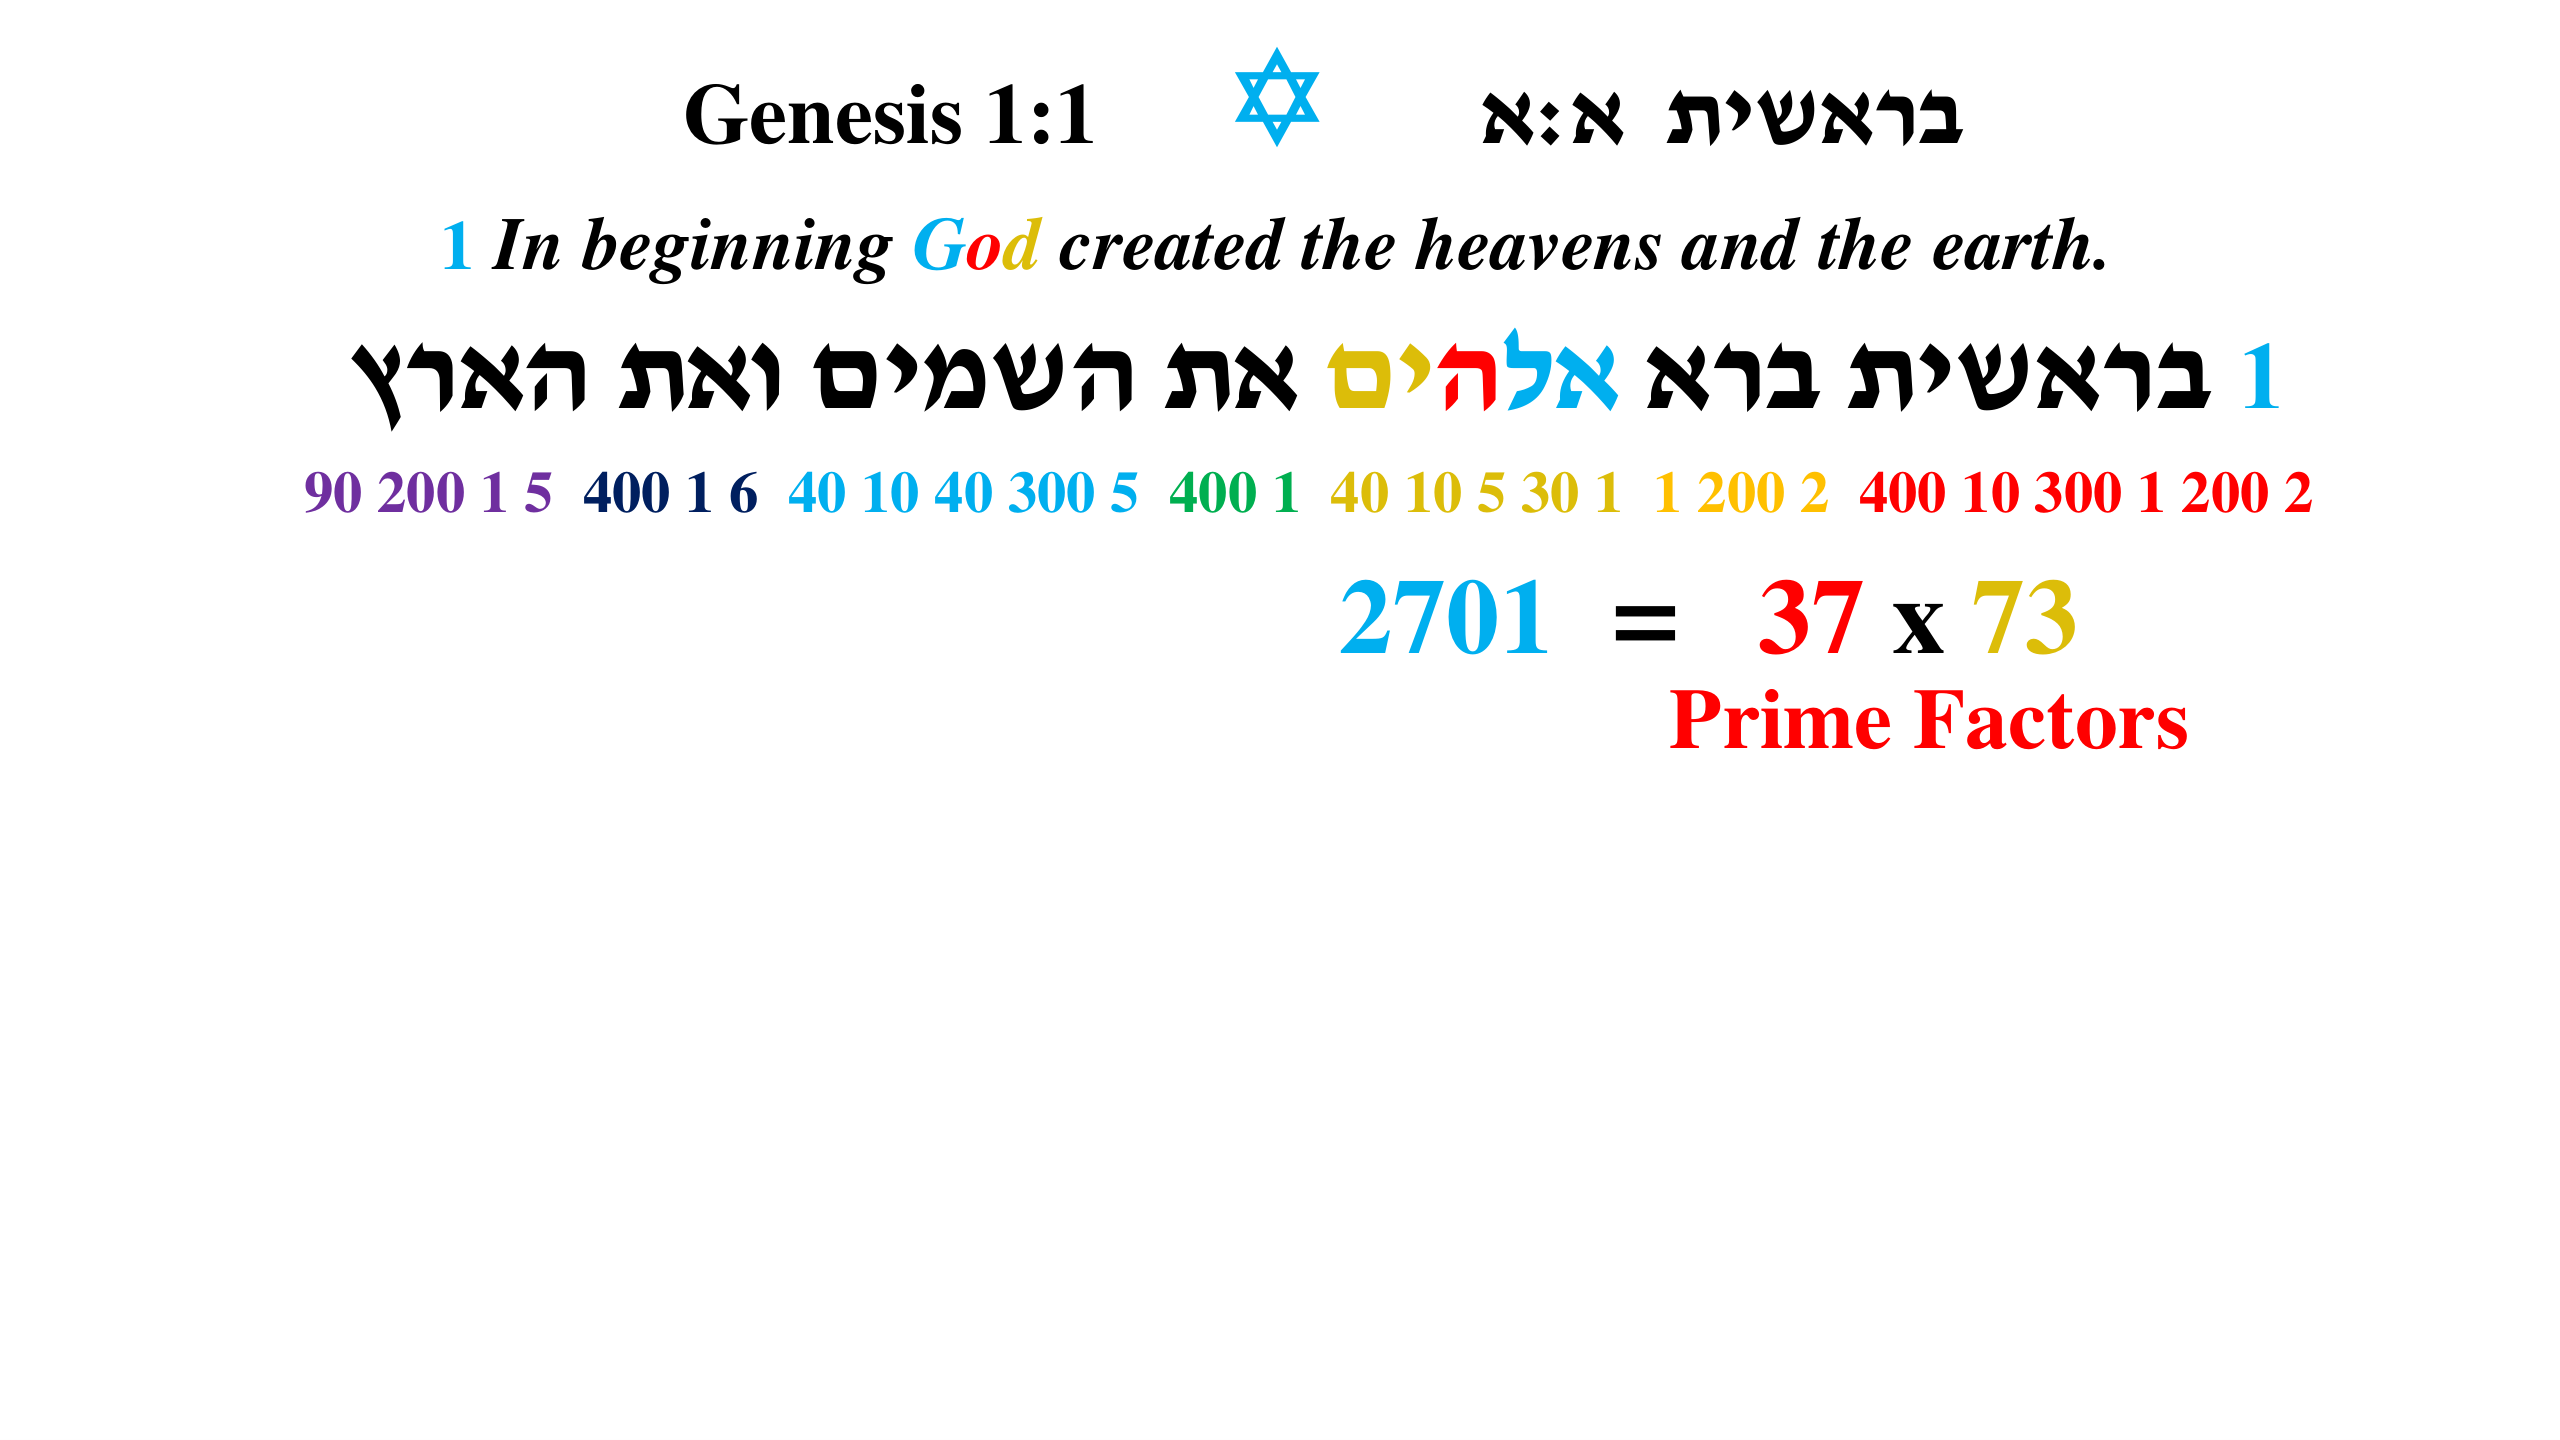 Genesis 1:1 ✡ בראשית א:א
1 In beginning God created the heavens and the earth.
1 בראשית ברא אלהים את השמים ואת הארץ
90 200 1 5 400 1 6 40 10 40 300 5 400 1 40 10 5 30 1 1 200 2 400 10 300 1 200 2
2701 = 37 x 73
Prime Factors